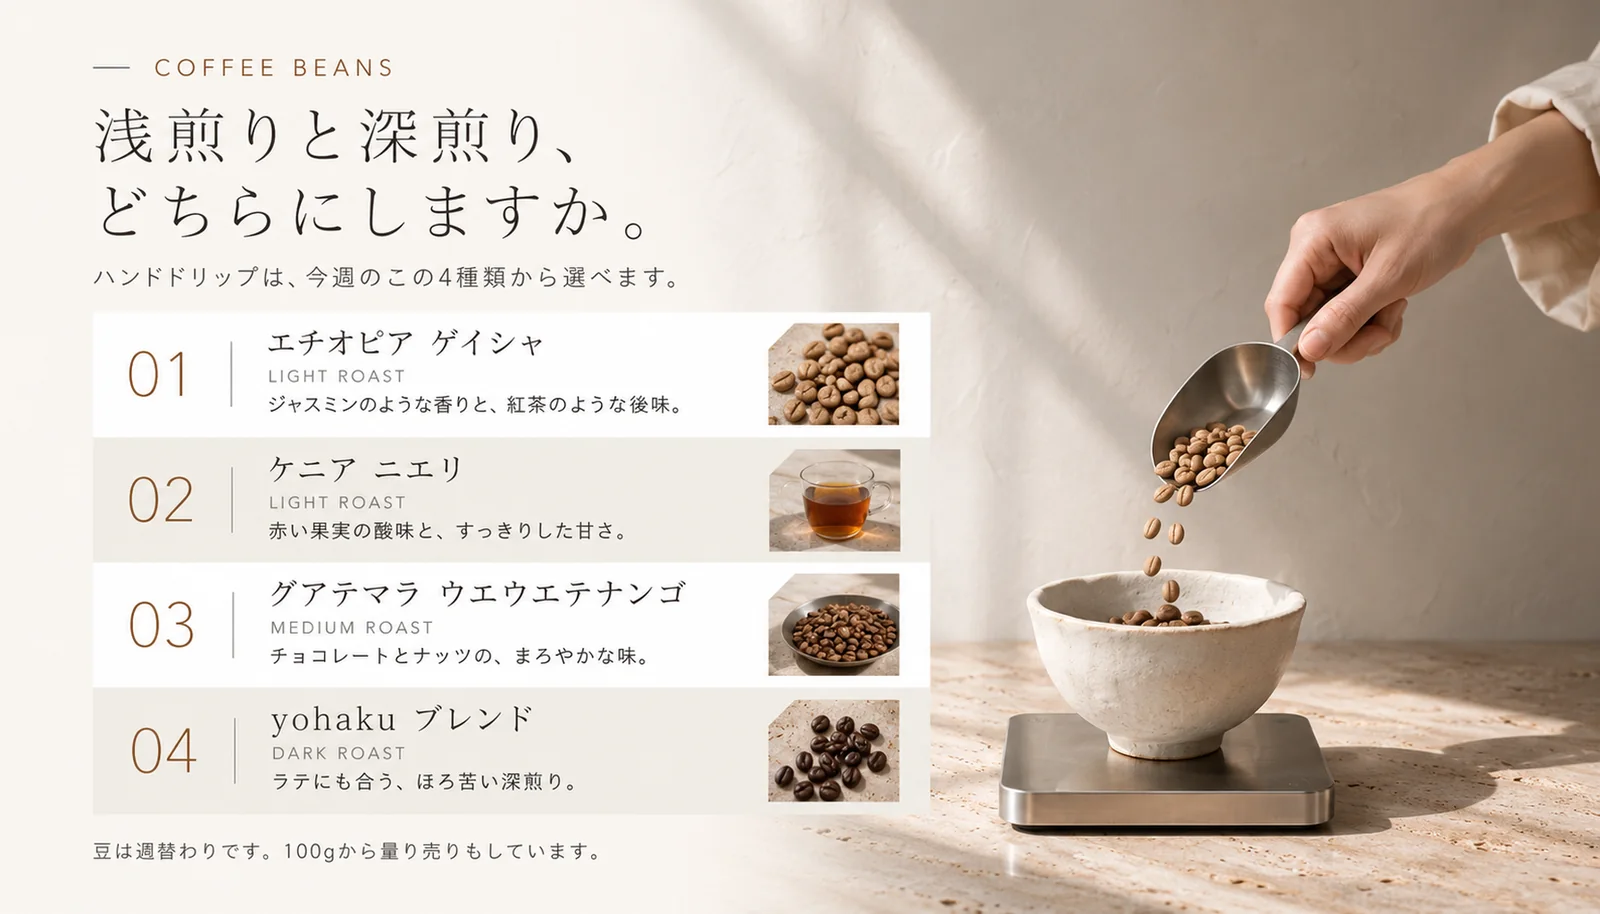 COFFEE BEANS
浅煎りと深煎り、
どちらにしますか。
ハンドドリップは、今週のこの4種類から選べます。
01
エチオピア ゲイシャ
LIGHT ROAST
ジャスミンのような香りと、紅茶のような後味。
02
ケニア ニエリ
LIGHT ROAST
赤い果実の酸味と、すっきりした甘さ。
03
グアテマラ ウエウエテナンゴ
MEDIUM ROAST
チョコレートとナッツの、まろやかな味。
04
yohaku ブレンド
DARK ROAST
ラテにも合う、ほろ苦い深煎り。
豆は週替わりです。100gから量り売りもしています。